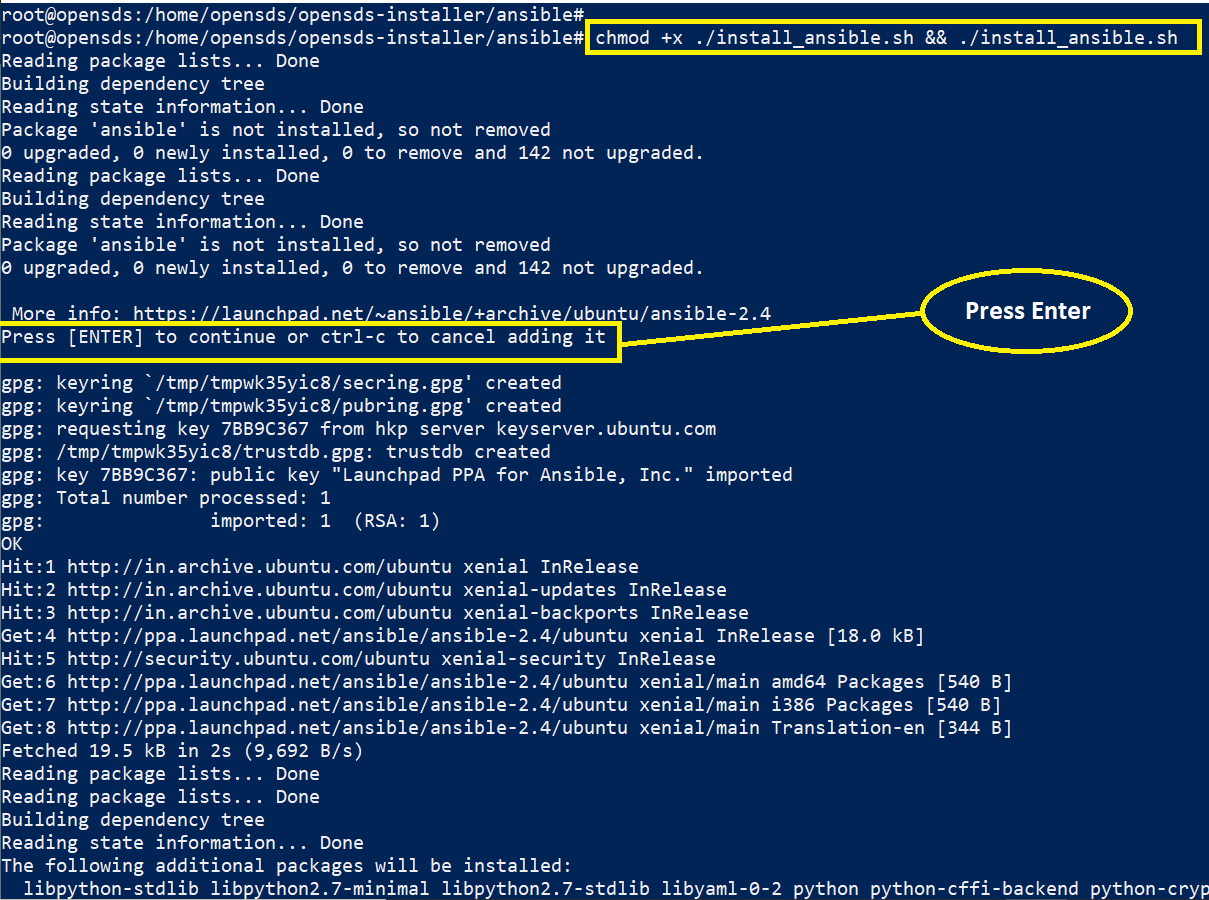 root@opensds:/home/opensds/opensds-installer/ansible#
root@opensds:/home/opensds/opensds-installer/ansible# chmod +x ./install_ansible.sh && ./install_ansible.sh
Reading package lists... Done
Building dependency tree
Reading state information... Done
Package 'ansible' is not installed, so not removed
0 upgraded, 0 newly installed, 0 to remove and 142 not upgraded.
Reading package lists... Done
Building dependency tree
Reading state information... Done
Package 'ansible' is not installed, so not removed
0 upgraded, 0 newly installed, 0 to remove and 142 not upgraded.
More info: https://launchpad.net/~ansible/+archive/ubuntu/ansible-2.4
Press Enter
Press [ENTER] to continue or ctrl-c to cancel adding it
gpg: keyring `/tmp/tmpwk35yic8/secring.gpg' created
gpg: keyring `/tmp/tmpwk35yic8/pubring.gpg' created
gpg: requesting key 7BB9C367 from hkp server keyserver.ubuntu.com
gpg: /tmp/tmpwk35yic8/trustdb.gpg: trustdb created
gpg: key 7BB9C367: public key "Launchpad PPA for Ansible, Inc." imported
gpg: Total number processed: 1
gpg:               imported: 1  (RSA: 1)
OK
Hit:1 http://in.archive.ubuntu.com/ubuntu xenial InRelease
Hit:2 http://in.archive.ubuntu.com/ubuntu xenial-updates InRelease
Hit:3 http://in.archive.ubuntu.com/ubuntu xenial-backports InRelease
Get:4 http://ppa.launchpad.net/ansible/ansible-2.4/ubuntu xenial InRelease [18.0 kB]
Hit:5 http://security.ubuntu.com/ubuntu xenial-security InRelease
Get:6 http://ppa.launchpad.net/ansible/ansible-2.4/ubuntu xenial/main amd64 Packages [540 B]
Get:7 http://ppa.launchpad.net/ansible/ansible-2.4/ubuntu xenial/main i386 Packages [540 B]
Get:8 http://ppa.launchpad.net/ansible/ansible-2.4/ubuntu xenial/main Translation-en [344 B]
Fetched 19.5 kB in 2s (9,692 B/s)
Reading package lists... Done
Reading package lists... Done
Building dependency tree
Reading state information... Done
The following additional packages will be installed:
libpython-stdlib libpython2.7-minimal libpython2.7-stdlib libyaml-0-2 python python-cffi-backend python-cryp